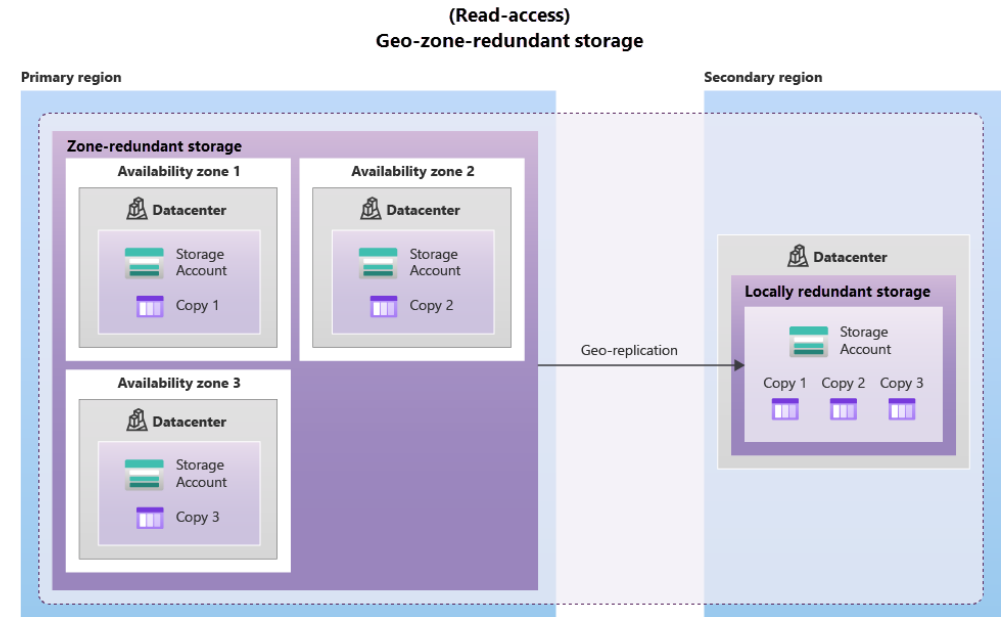 (Read-access)
Geo-zone-redundant storage
Primary region
Secondary region
Zone-redundant storage
Availability zone 1
Datacenter
Storage
Account
Copy 1
Availability zone 2
Datacenter
Storage
Account
Copy 2
Availability zone 3
Datacenter
Storage
Account
Copy 3
Geo-replication
Datacenter
Locally redundant storage
Storage
Account
Copy 1 Copy 2 Copy 3